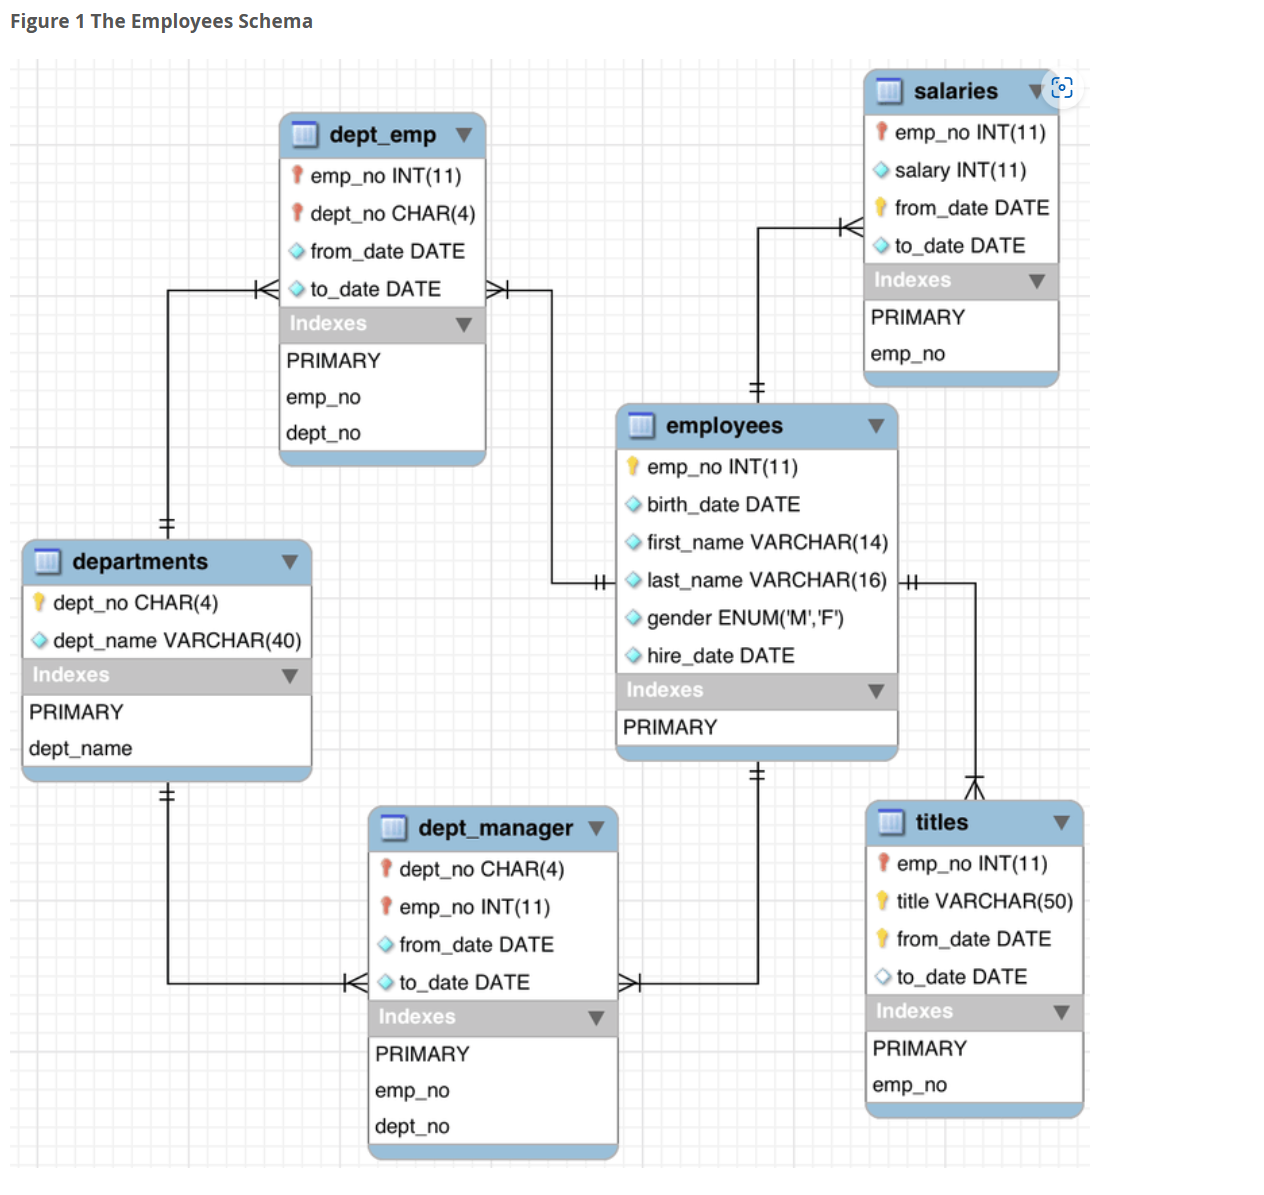 Figure 1 The Employees Schema
salaries
emp_no INT(11)
salary INT(11)
from_date DATE
to_date DATE
Indexes
PRIMARY
emp_no
dept_emp
emp_no INT(11)
dept_no CHAR(4)
from_date DATE
to_date DATE
Indexes
PRIMARY
emp_no
dept_no
employees
emp_no INT(11)
birth_date DATE
first_name VARCHAR(14)
last_name VARCHAR(16)
gender ENUM('M','F')
hire_date DATE
Indexes
PRIMARY
departments
dept_no CHAR(4)
dept_name VARCHAR(40)
Indexes
PRIMARY
dept_name
dept_manager
dept_no CHAR(4)
emp_no INT(11)
from_date DATE
to_date DATE
Indexes
PRIMARY
emp_no
dept_no
titles
emp_no INT(11)
title VARCHAR(50)
from_date DATE
to_date DATE
Indexes
PRIMARY
emp_no